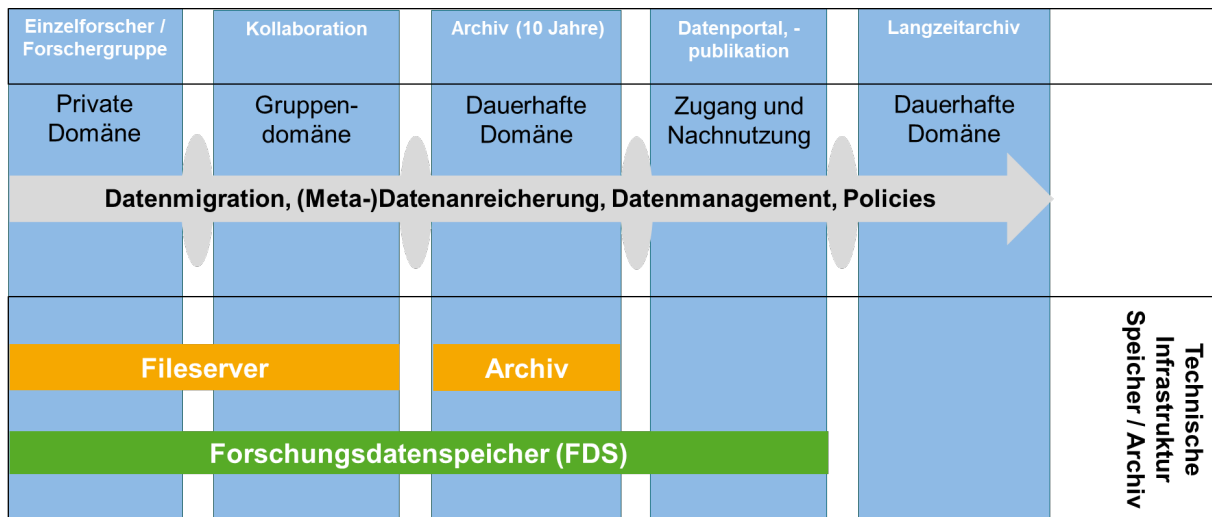 Einzelforscher /
Forschergruppe
Kollaboration
Archiv (10 Jahre)
Datenportal, -
publikation
Langzeitarchiv
Private
Domäne
Gruppen-
domäne
Dauerhafte
Domäne
Zugang und
Nachnutzung
Dauerhafte
Domäne
Datenmigration, (Meta-)Datenanreicherung, Datenmanagement, Policies
Fileserver
Archiv
Forschungsdatenspeicher (FDS)
Technische
Infrastruktur
Speicher / Archiv